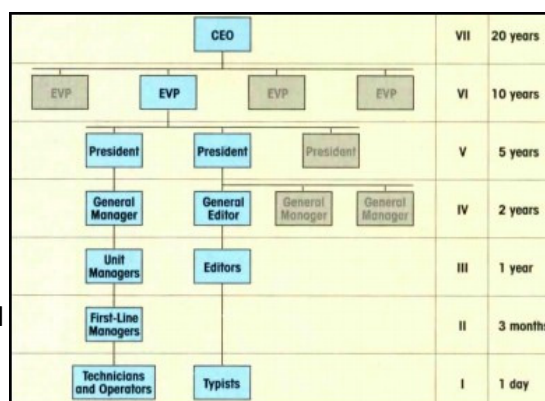 CEO VII 20 years
EVP EVP EVP EVP VI 10 years
President President President V 5 years
General Manager General Editor General Manager General Manager IV 2 years
Unit Managers Editors III 1 year
First-Line Managers II 3 months
Technicians and Operators Typists I 1 day